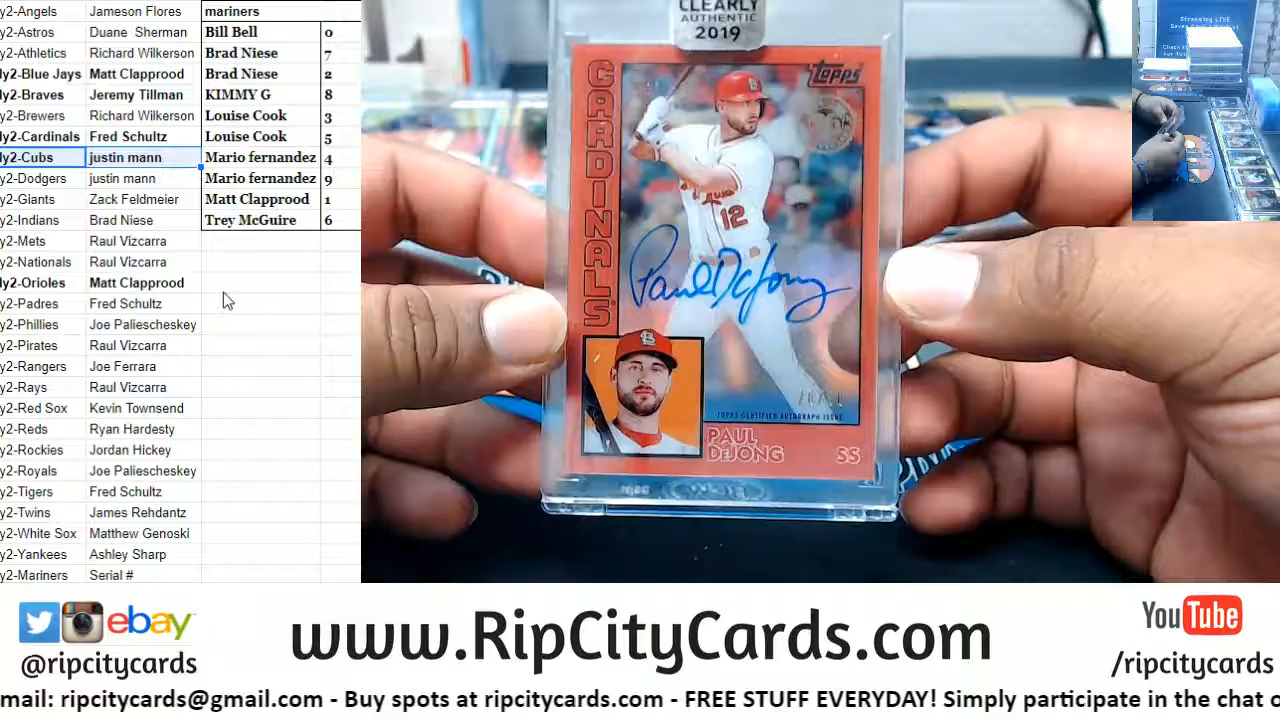 y2-Angels Jameson Flores mariners
y2-Astros Duane Sherman Bill Bell 0
y2-Athletics Richard Wilkerson Brad Niese 7
ly2-Blue Jays Matt Clapprood Brad Niese 2
ly2-Braves Jeremy Tillman KIMMY G 8
y2-Brewers Richard Wilkerson Louise Cook 3
ly2-Cardinals Fred Schultz Louise Cook 5
ly2-Cubs justin mann Mario fernandez 4
y2-Dodgers justin mann Mario fernandez 9
y2-Giants Zack Feldmeier Matt Clapprood 1
y2-Indians Brad Niese Trey McGuire 6
y2-Mets Raul Vizcarra
y2-Nationals Raul Vizcarra
ly2-Orioles Matt Clapprood
y2-Padres Fred Schultz
y2-Phillies Joe Paliescheskey
y2-Pirates Raul Vizcarra
y2-Rangers Joe Ferrara
y2-Rays Raul Vizcarra
y2-Red Sox Kevin Townsend
y2-Reds Ryan Hardesty
y2-Rockies Jordan Hickey
y2-Royals Joe Paliescheskey
y2-Tigers Fred Schultz
y2-Twins James Rehdantz
y2-White Sox Matthew Genoski
y2-Yankees Ashley Sharp
y2-Mariners Serial #
CLEARLY
AUTHENTIC
2019
Topps
CARDINALS
12
Paul DeJong
TOPPS CERTIFIED AUTOGRAPH ISSUE
PAUL
DeJONG SS
Streaming LIVE
ebay
@ripcitycards
www.RipCityCards.com
YouTube
/ripcitycards
mail: ripcitycards@gmail.com - Buy spots at ripcitycards.com - FREE STUFF EVERYDAY! Simply participate in the chat